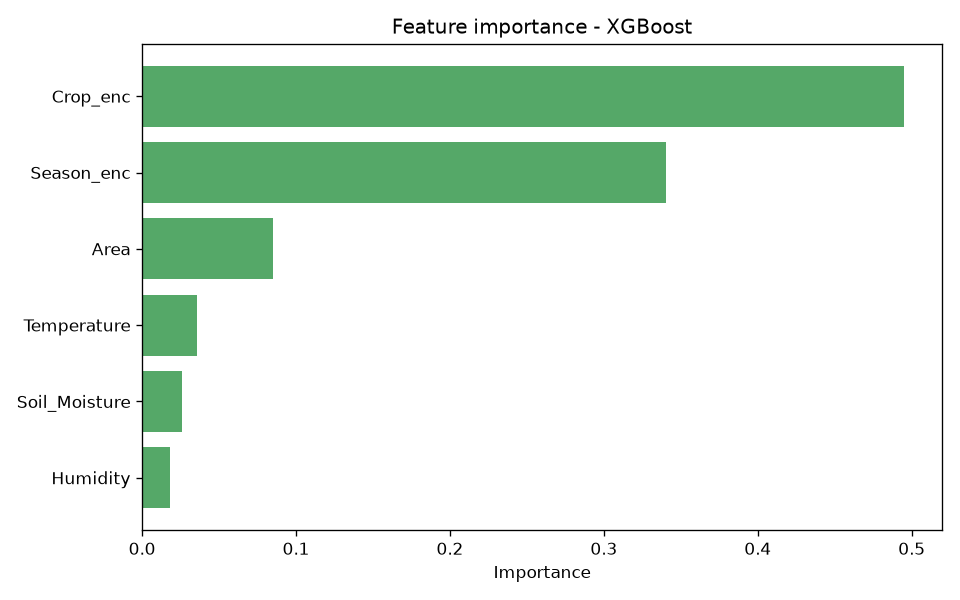 Feature importance - XGBoost
Crop_enc
Season_enc
Area
Temperature
Soil_Moisture
Humidity
0.0 0.1 0.2 0.3 0.4 0.5
Importance